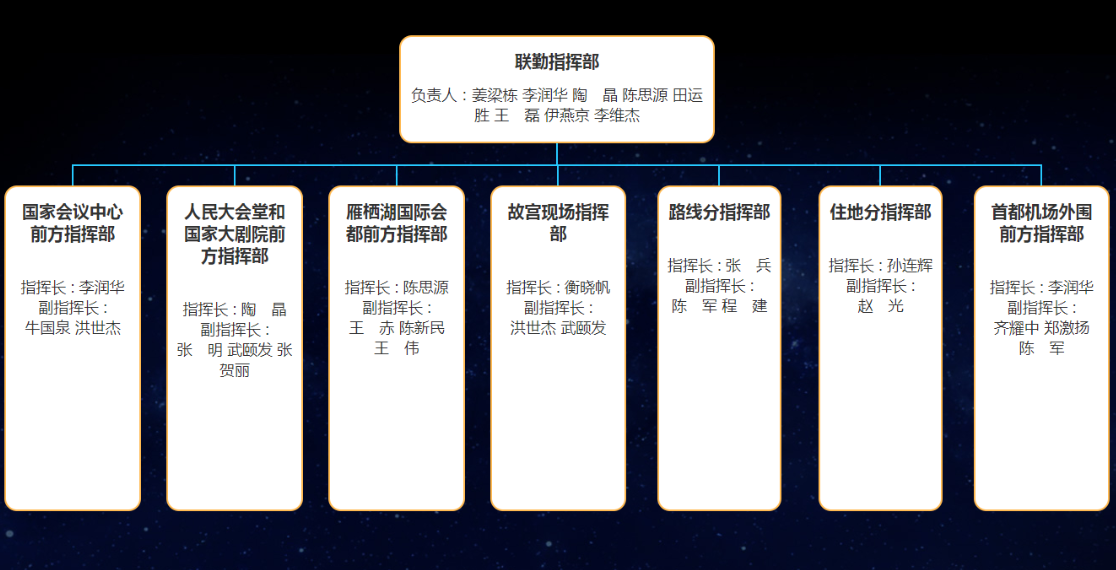 联勤指挥部
负责人：姜梁栋 李润华 陶　晶 陈思源 田运
胜 王　磊 伊燕京 李维杰
国家会议中心
前方指挥部
指挥长：李润华
副指挥长：
牛国泉 洪世杰
人民大会堂和
国家大剧院前
方指挥部
指挥长：陶　晶
副指挥长：
张　明 武颐发 张
贺丽
雁栖湖国际会
都前方指挥部
指挥长：陈思源
副指挥长：
王　赤 陈新民
王　伟
故宫现场指挥
部
指挥长：衡晓帆
副指挥长：
洪世杰 武颐发
路线分指挥部
指挥长：张　兵
副指挥长：
陈　军 程　建
住地分指挥部
指挥长：孙连辉
副指挥长：
赵　光
首都机场外围
前方指挥部
指挥长：李润华
副指挥长：
齐耀中 郑激扬
陈　军